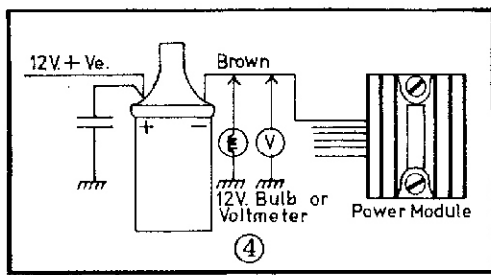 12V.+Ve.
Brown
+ −
V
12V. Bulb or
Voltmeter
Power Module
4